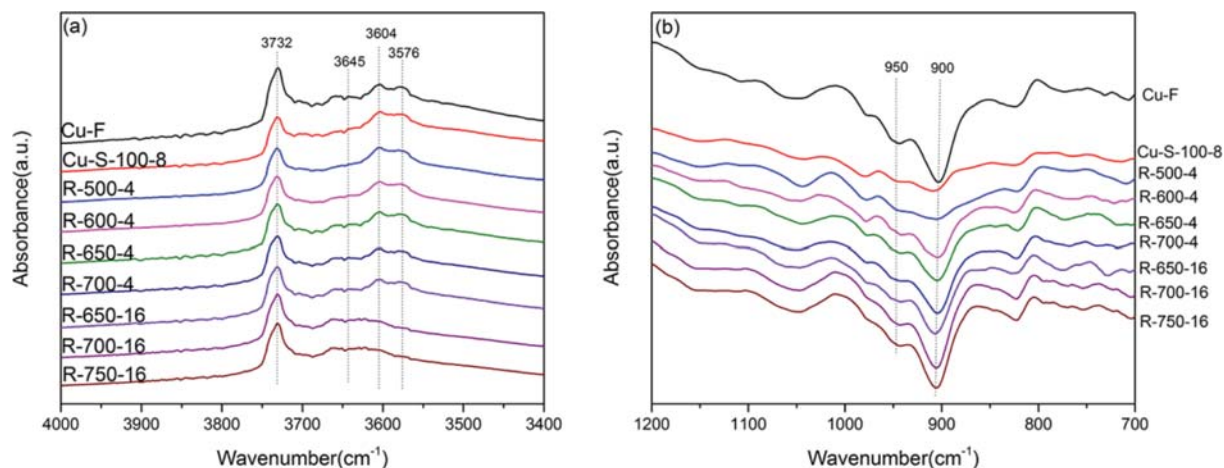 (a)
3732
3645
3604
3576
Absorbance(a.u.)
Cu-F
Cu-S-100-8
R-500-4
R-600-4
R-650-4
R-700-4
R-650-16
R-700-16
R-750-16
4000 3900 3800 3700 3600 3500 3400
Wavenumber(cm⁻¹)
(b)
950 900
Absorbance(a.u.)
Cu-F
Cu-S-100-8
R-500-4
R-600-4
R-650-4
R-700-4
R-650-16
R-700-16
R-750-16
1200 1100 1000 900 800 700
Wavenumber(cm⁻¹)